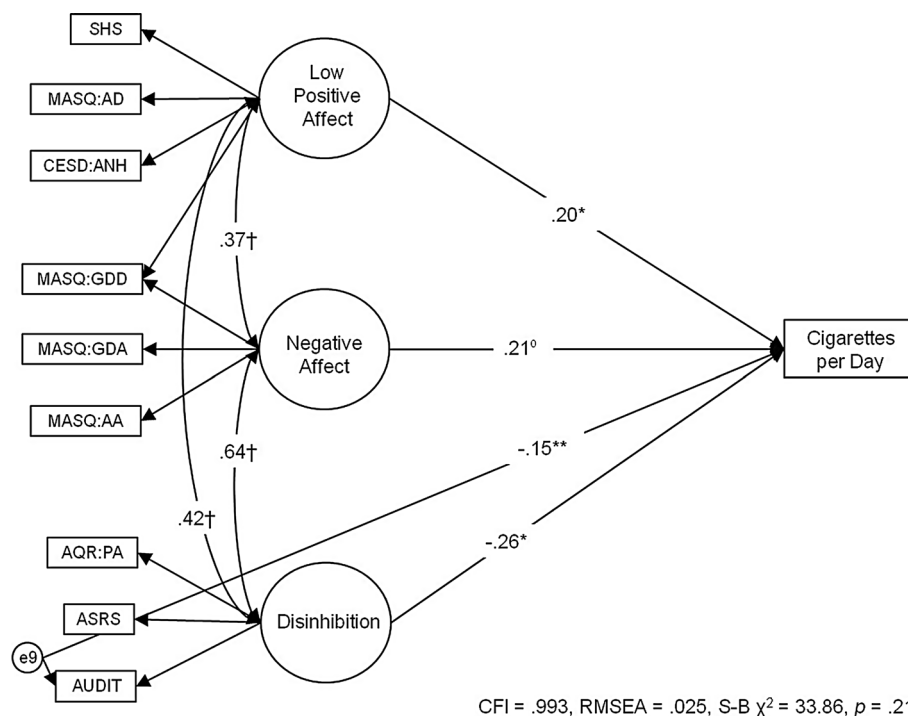 SHS
Low
Positive
Affect
MASQ:AD
CESD:ANH
.20*
.37†
MASQ:GDD
MASQ:GDA
Negative
Affect
.21⁰
Cigarettes
per Day
MASQ:AA
.64†
-.15**
.42†
-.26*
AQR:PA
ASRS
Disinhibition
e9
AUDIT
CFI = .993, RMSEA = .025, S-B χ² = 33.86, p = .21